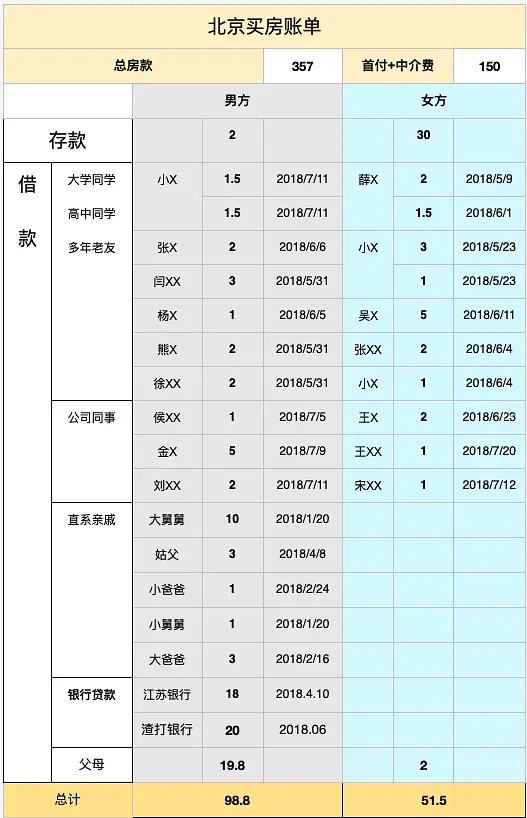 北京买房账单
总房款 357 首付+中介费 150
男方 女方
存款 2 30
借款
大学同学 小X 1.5 2018/7/11 薛X 2 2018/5/9
高中同学 1.5 2018/7/11 1.5 2018/6/1
多年老友 张X 2 2018/6/6 小X 3 2018/5/23
闫XX 3 2018/5/31 1 2018/5/23
杨X 1 2018/6/5 吴X 5 2018/6/11
熊X 2 2018/5/31 张XX 2 2018/6/4
徐XX 2 2018/5/31 小X 1 2018/6/4
公司同事 侯XX 1 2018/7/5 王X 2 2018/6/23
金X 5 2018/7/9 王XX 1 2018/7/20
刘XX 2 2018/7/11 宋XX 1 2018/7/12
直系亲戚 大舅舅 10 2018/1/20
姑父 3 2018/4/8
小爸爸 1 2018/2/24
小舅舅 1 2018/1/20
大爸爸 3 2018/2/16
银行贷款 江苏银行 18 2018.4.10
渣打银行 20 2018.06
父母 19.8 2
总计 98.8 51.5